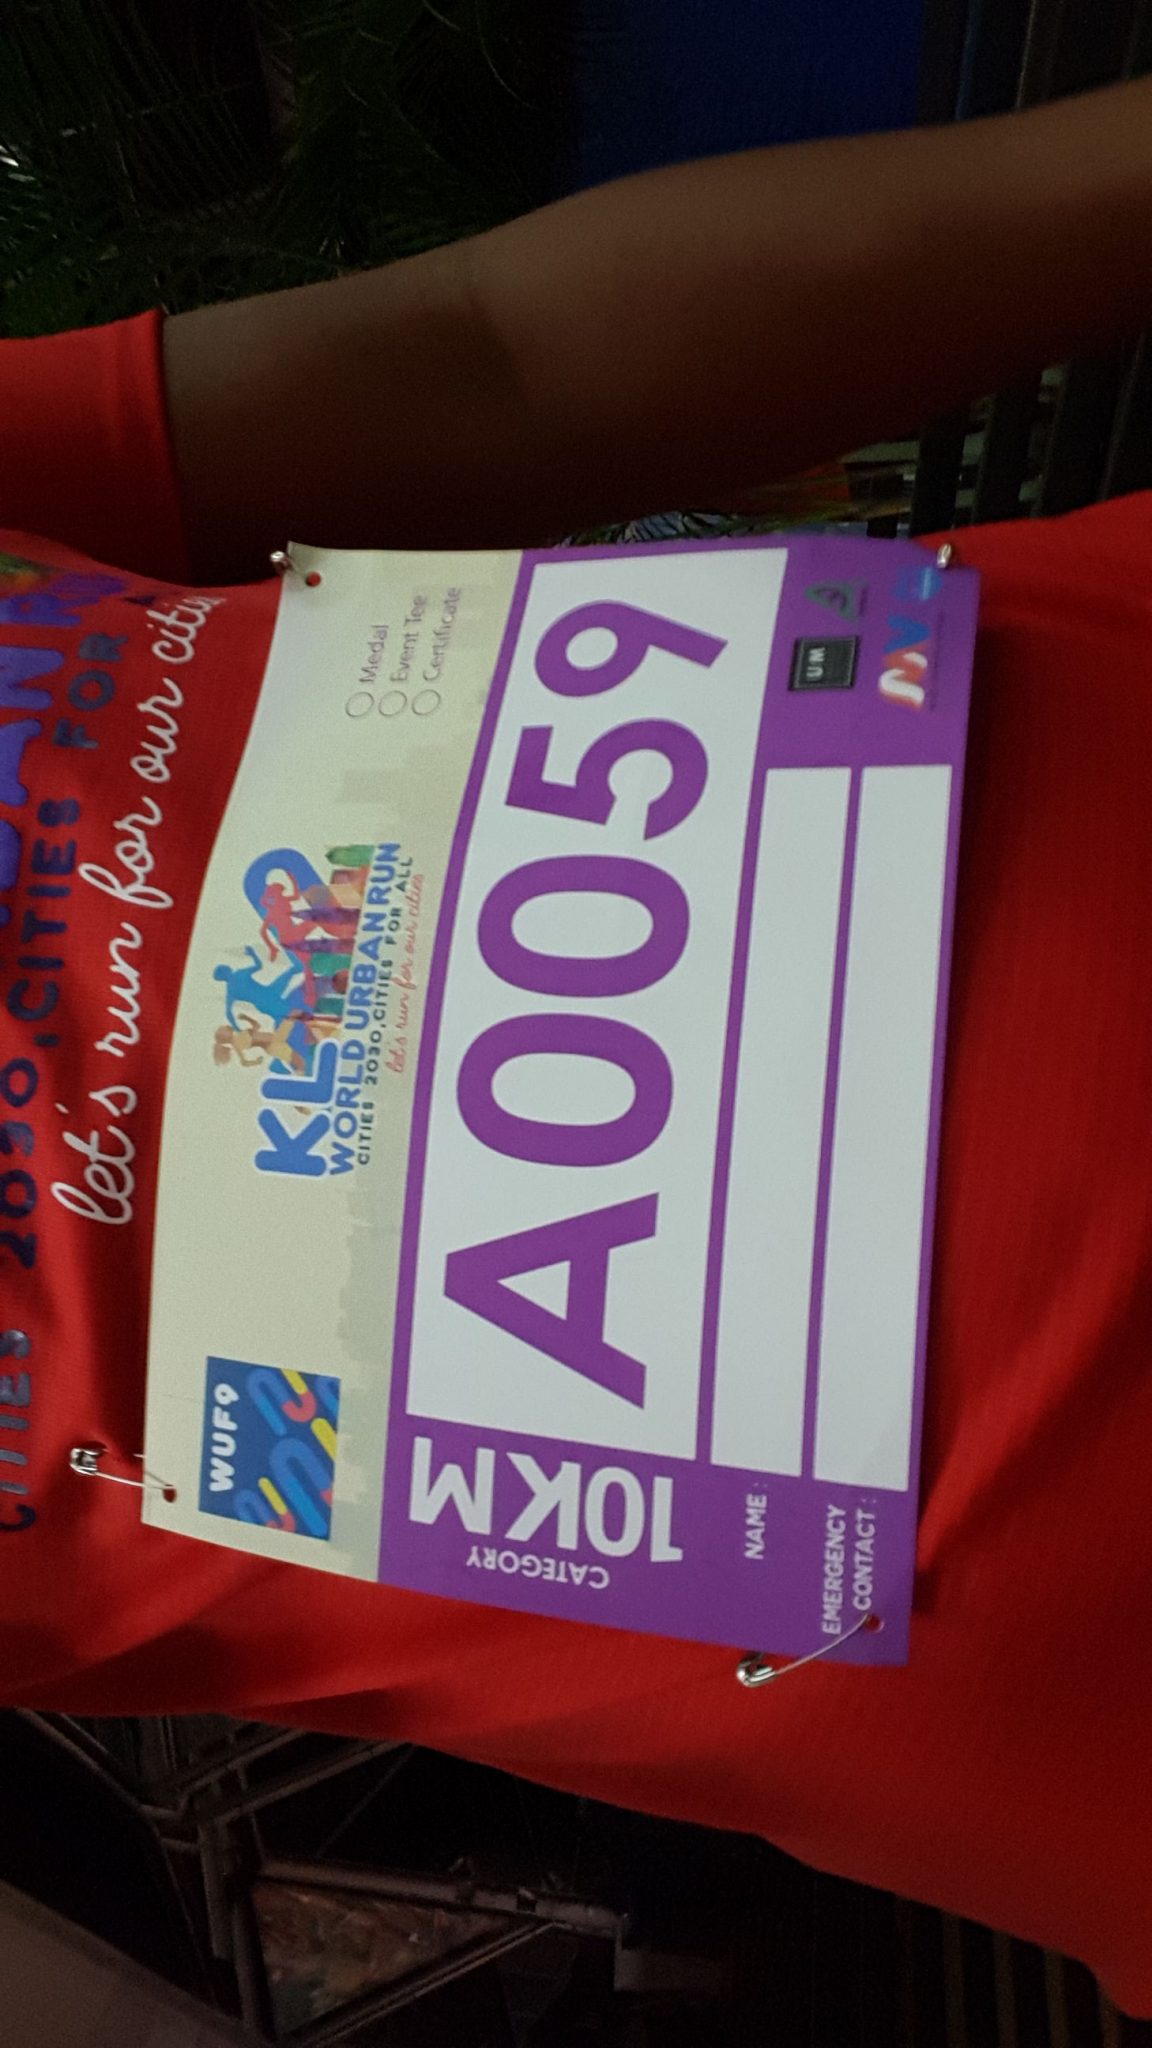 CITIES 2030, CITIES FOR
let's run for our city
WUF9
KL
WORLD URBAN RUN
CITIES 2030, CITIES FOR ALL
let's run for our cities
Medal
Event Tee
Certificate
CATEGORY
10KM
A0059
NAME :
EMERGENCY
CONTACT :
UM